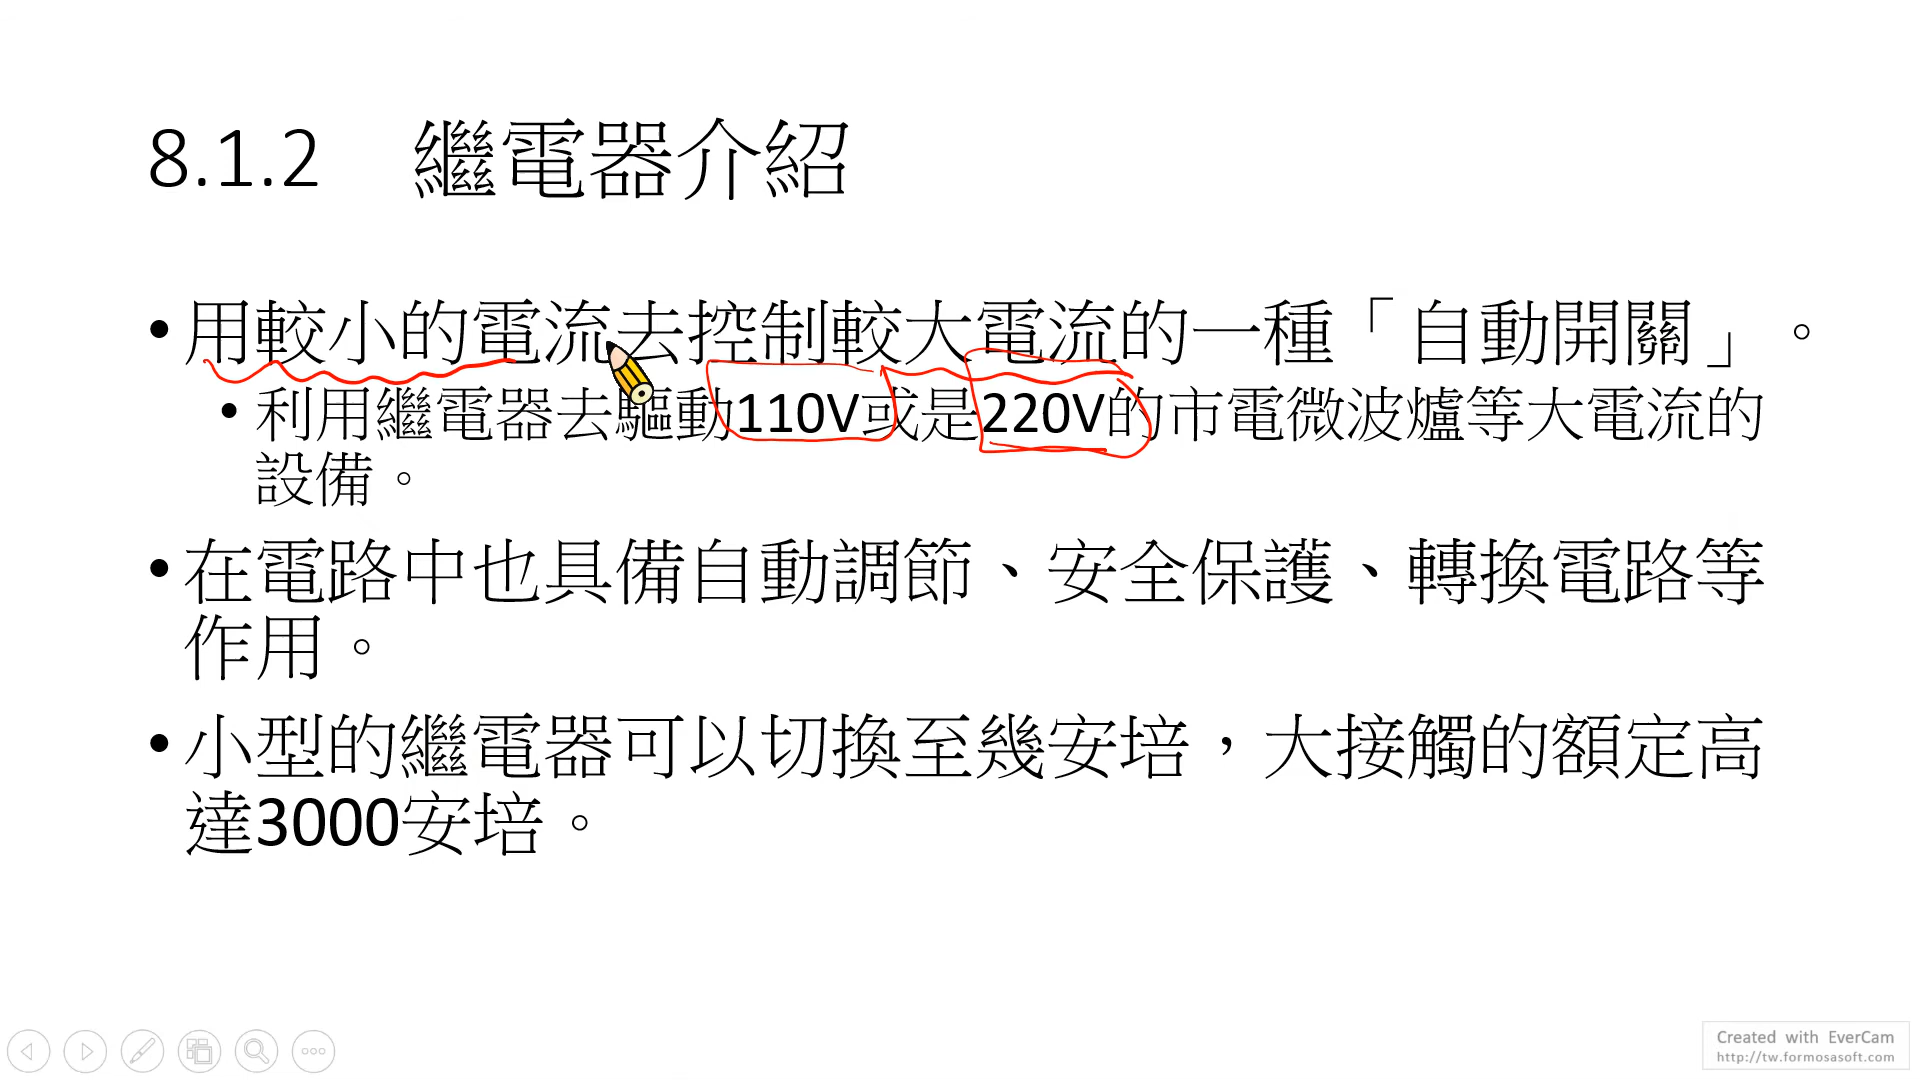 8.1.2 繼電器介紹
• 用較小的電流去控制較大電流的一種「自動開關」。
• 利用繼電器去驅動110V或是220V的市電微波爐等大電流的
設備。
• 在電路中也具備自動調節、安全保護、轉換電路等
作用。
• 小型的繼電器可以切換至幾安培，大接觸的額定高
達3000安培。
Created with EverCam
http://tw.formosasoft.com